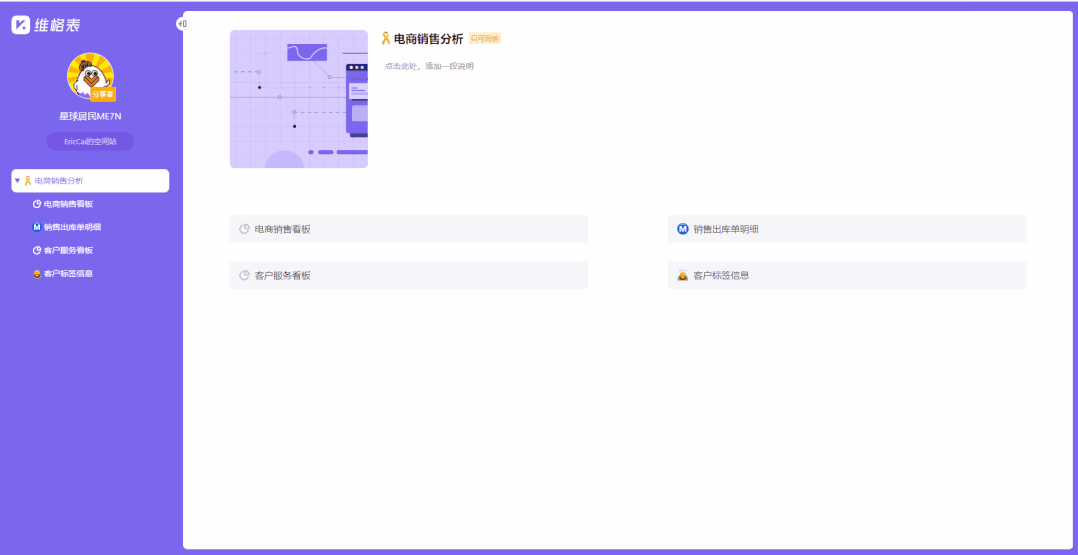 维格表
分享者
星球居民ME7N
EricCai的空间站
电商销售分析
电商销售看板
销售出库单明细
客户服务看板
客户标签信息
电商销售分析 只可阅读
点击此处，添加一段说明
电商销售看板
销售出库单明细
客户服务看板
客户标签信息